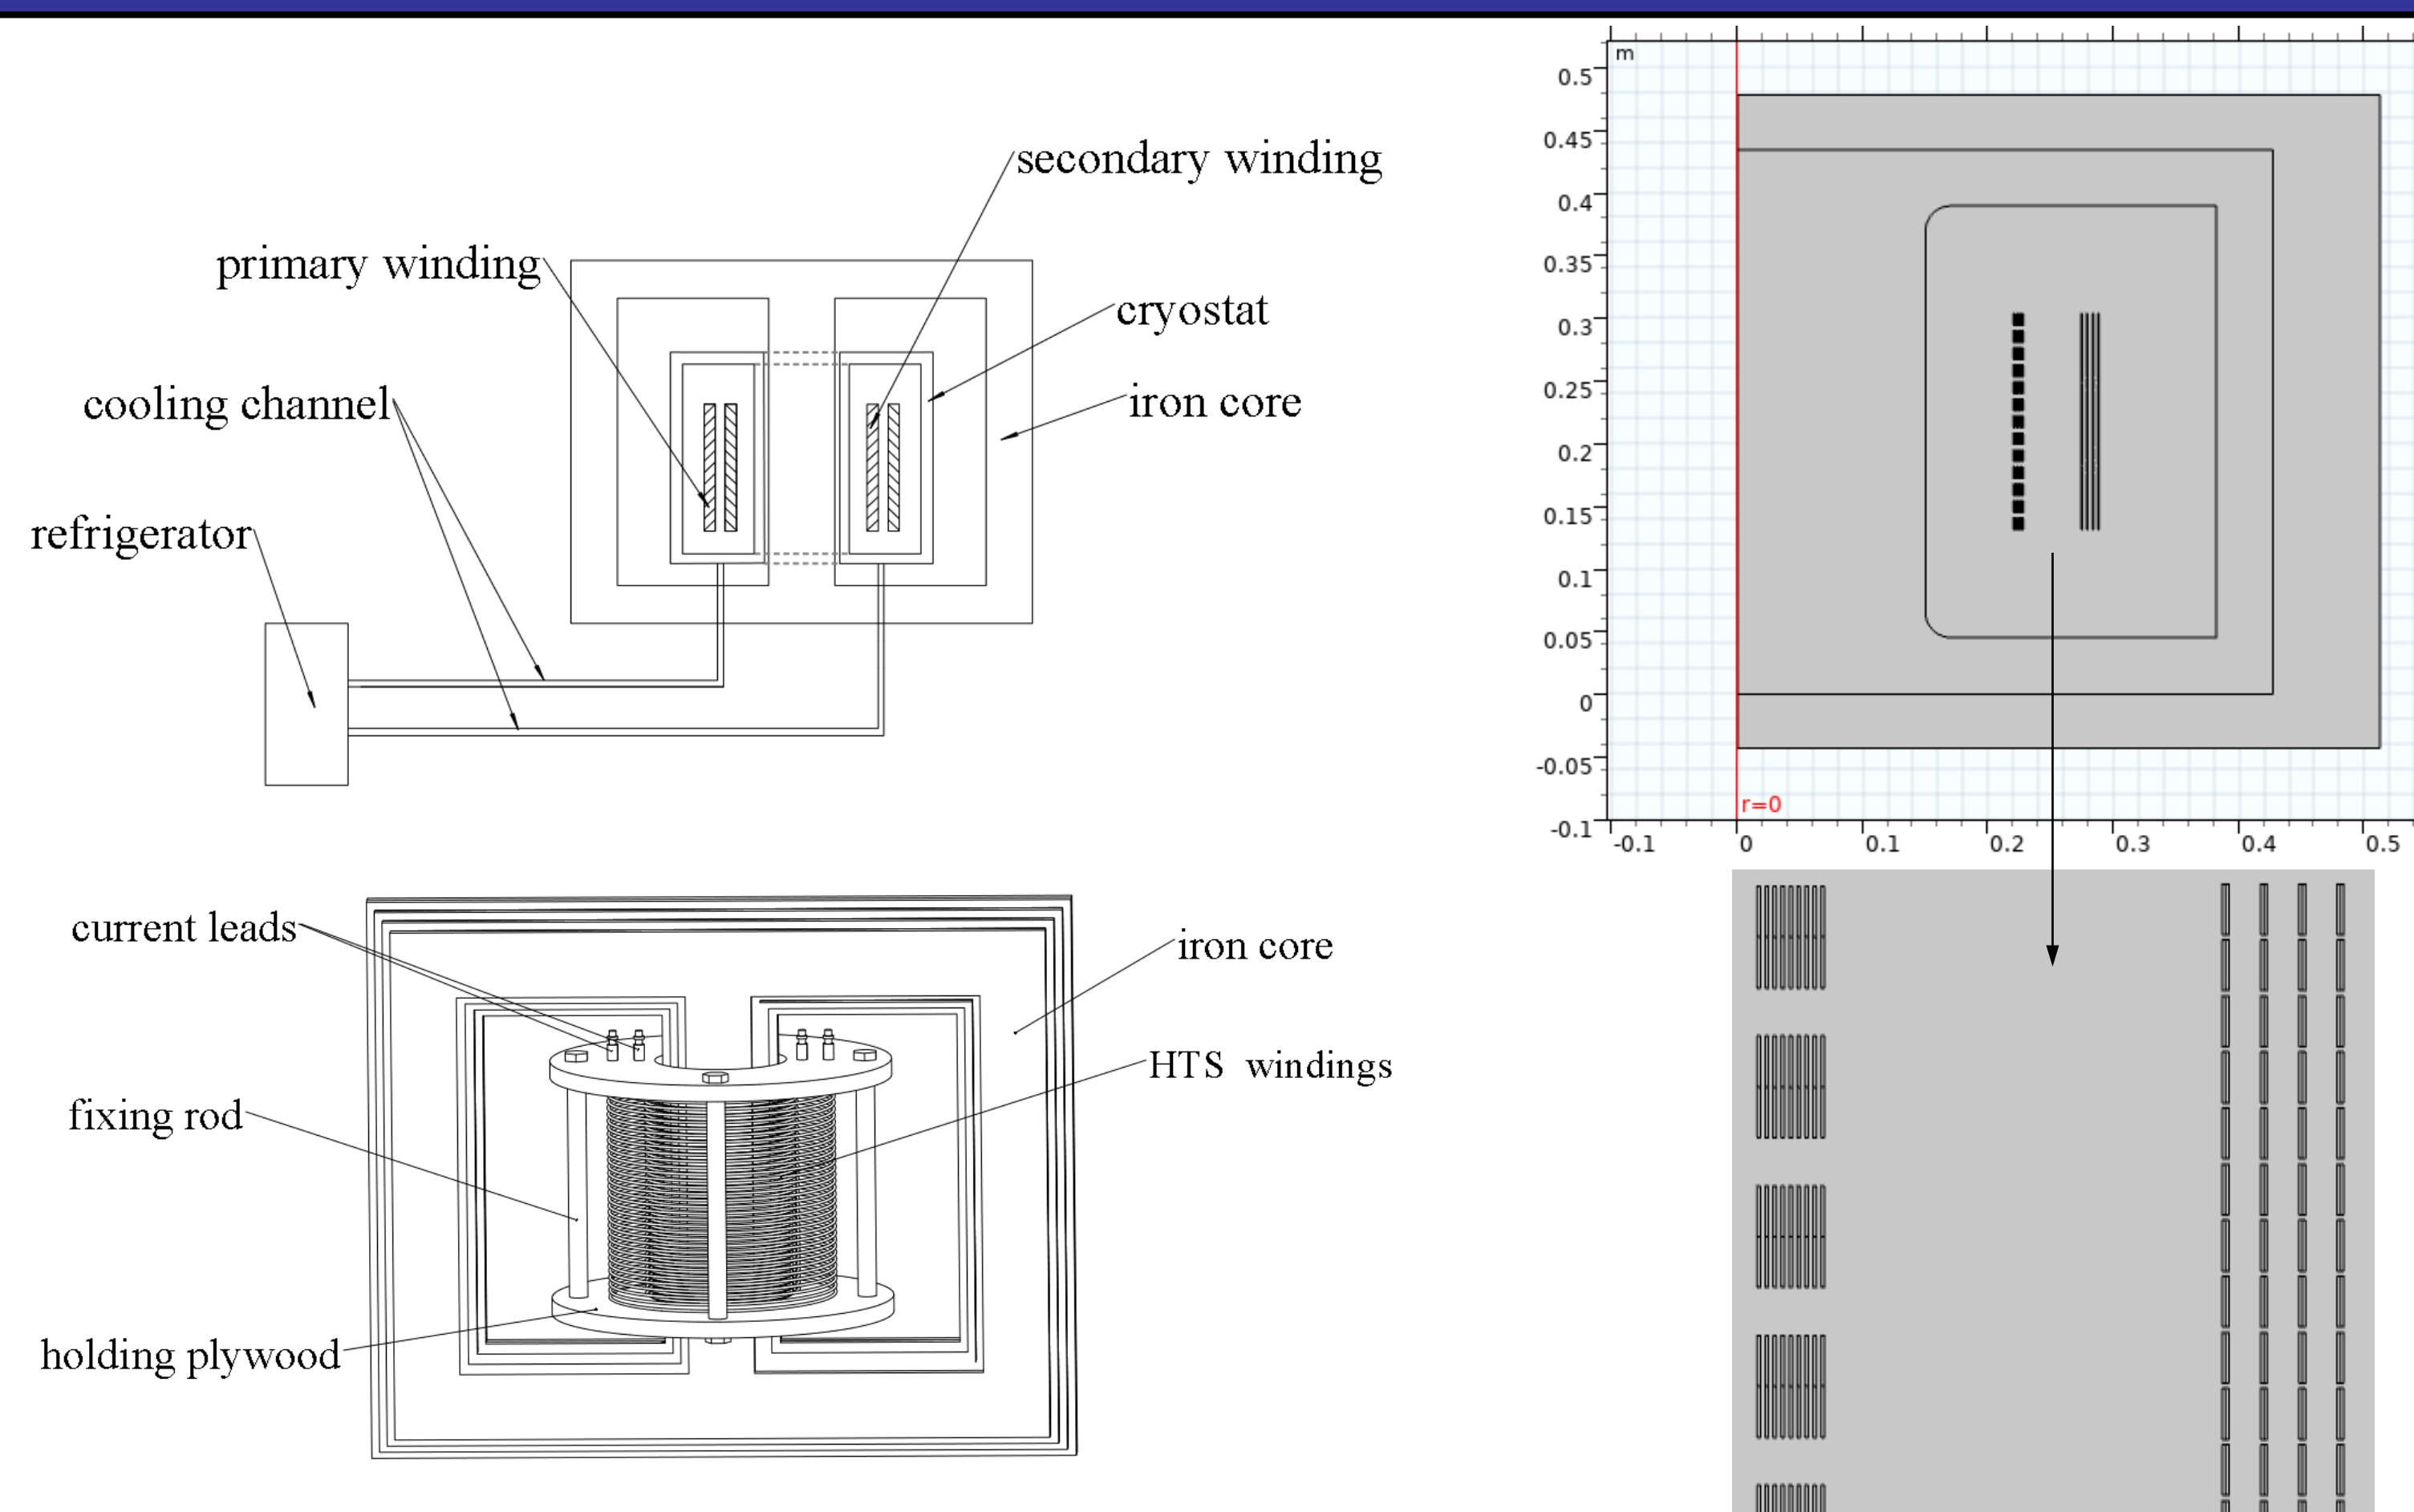 secondary winding
primary winding
cryostat
cooling channel
iron core
refrigerator
current leads
iron core
HTS windings
fixing rod
holding plywood
m
0.5
0.45
0.4
0.35
0.3
0.25
0.2
0.15
0.1
0.05
0
-0.05
-0.1
r=0
-0.1
0
0.1
0.2
0.3
0.4
0.5